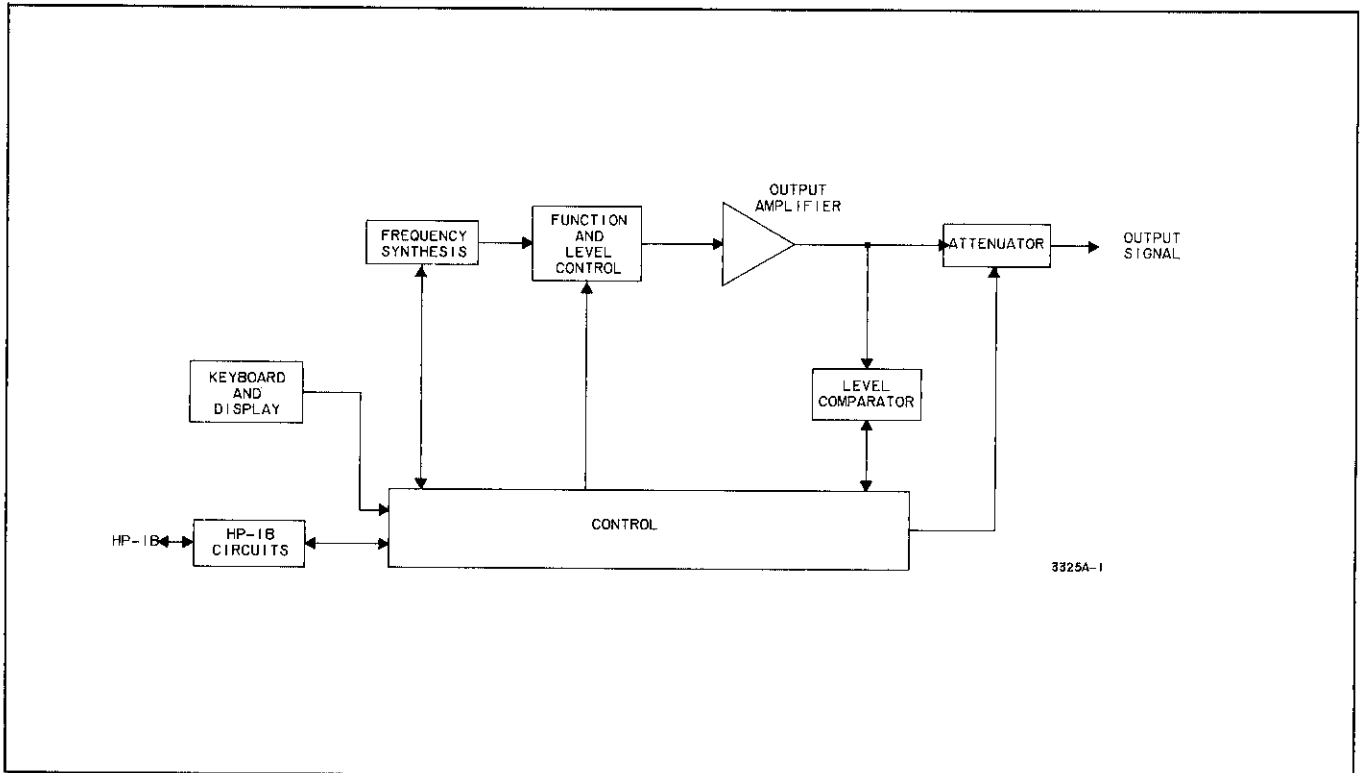 OUTPUT
AMPLIFIER
FREQUENCY
SYNTHESIS
FUNCTION
AND
LEVEL
CONTROL
ATTENUATOR
OUTPUT
SIGNAL
KEYBOARD
AND
DISPLAY
LEVEL
COMPARATOR
HP-IB
HP-IB
CIRCUITS
CONTROL
3325A-1